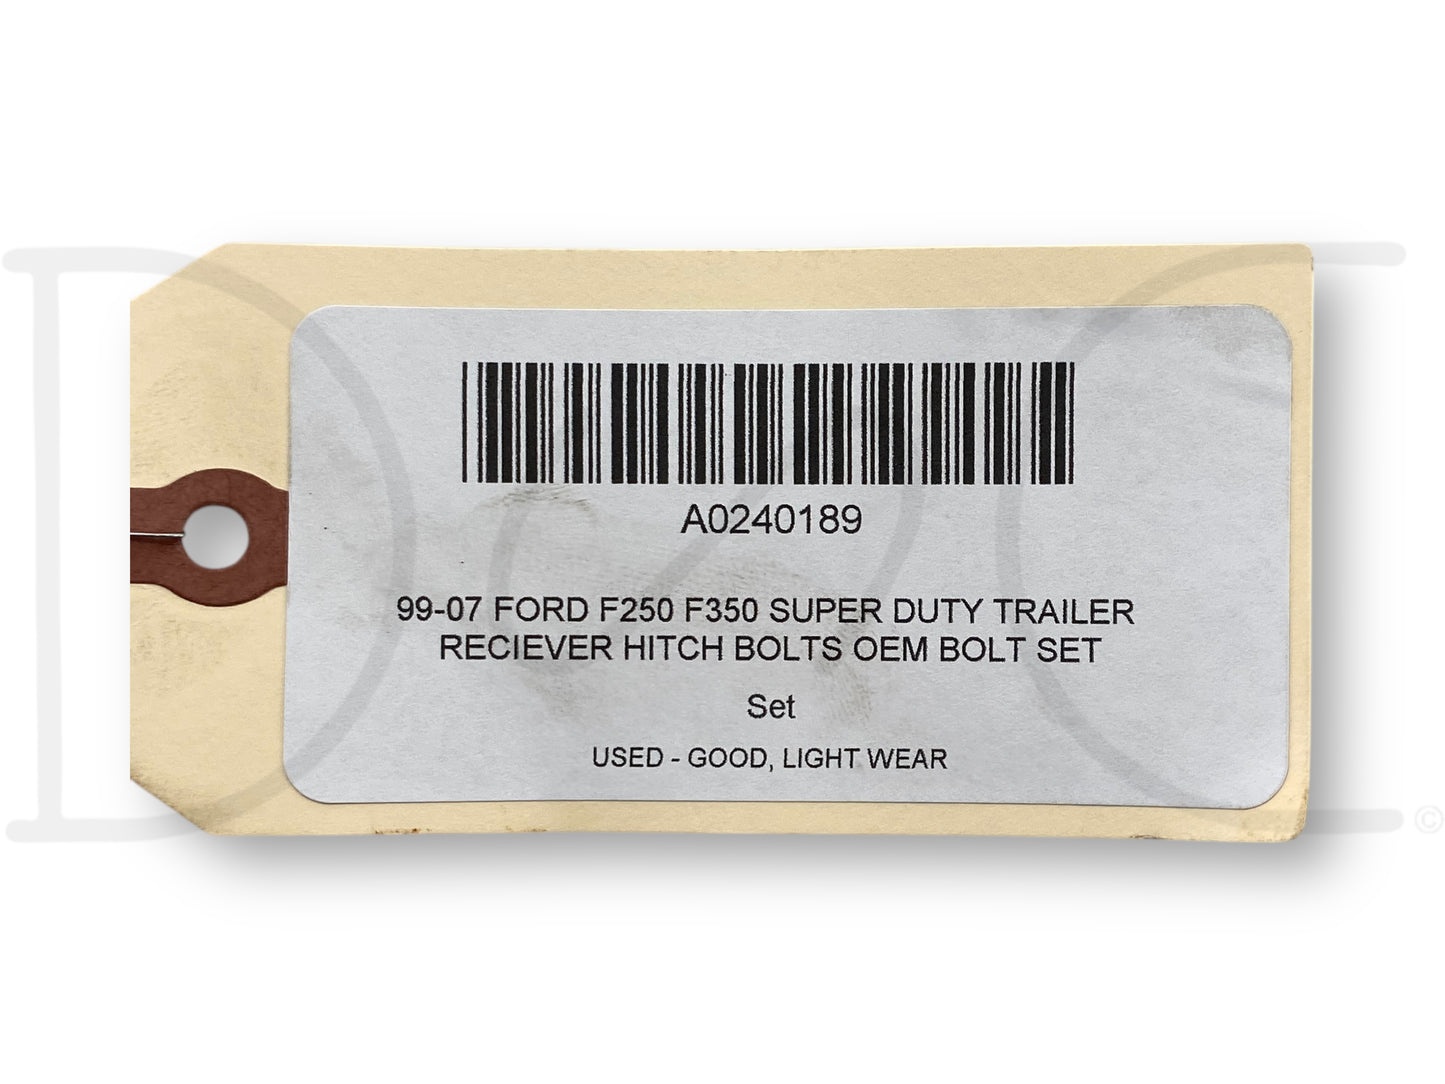 A0240189
99-07 FORD F250 F350 SUPER DUTY TRAILER
RECIEVER HITCH BOLTS OEM BOLT SET
Set
USED - GOOD, LIGHT WEAR
©